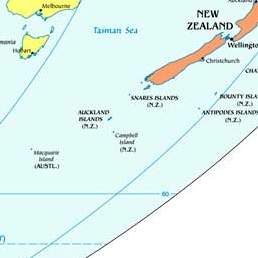 Melbourne
Auckland
NEW
ZEALAND
Tasman Sea
Hobart
Wellington
Christchurch
SNARES ISLANDS
(N.Z.)
BOUNTY ISLA
(N.Z.)
ANTIPODES ISLANDS
(N.Z.)
AUCKLAND
ISLANDS
(N.Z.)
Campbell
Island
(N.Z.)
CHA
Macquarie
Island
(AUSTL.)
60